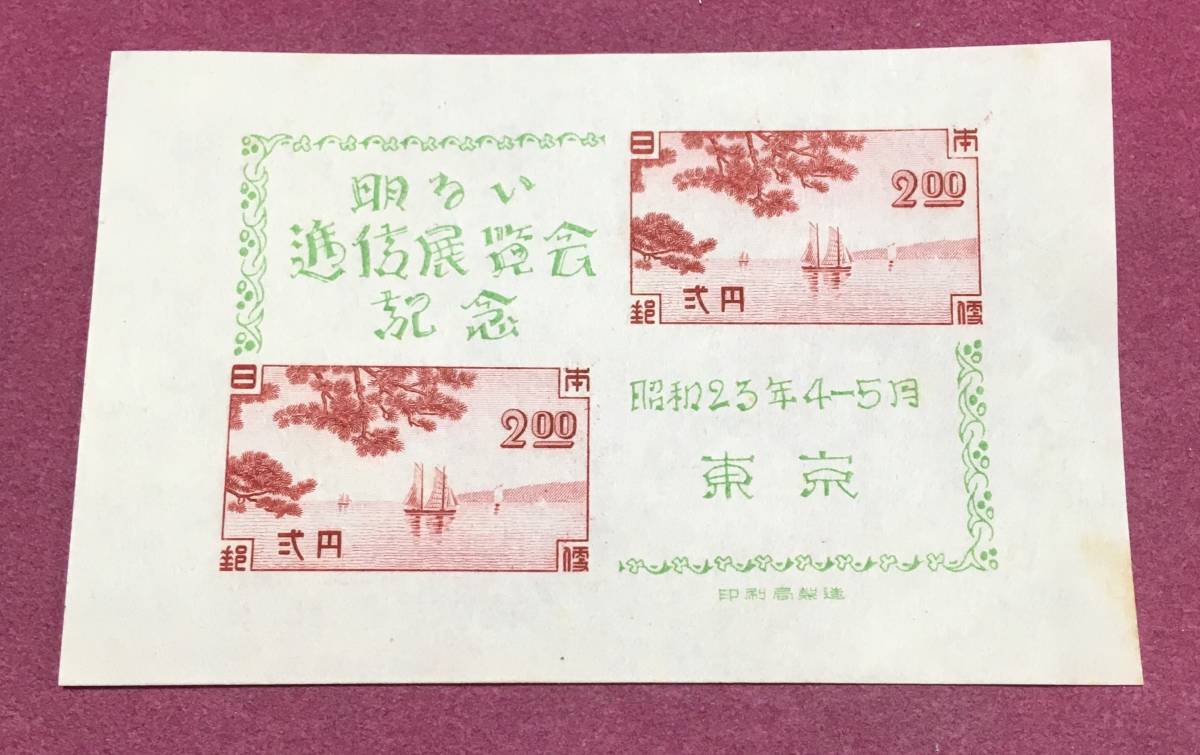 明るい
逓信展覧会
記念
日本
2.00
弐円
郵便
昭和23年4-5月
東京
日本
2.00
弐円
郵便
印刷局製造